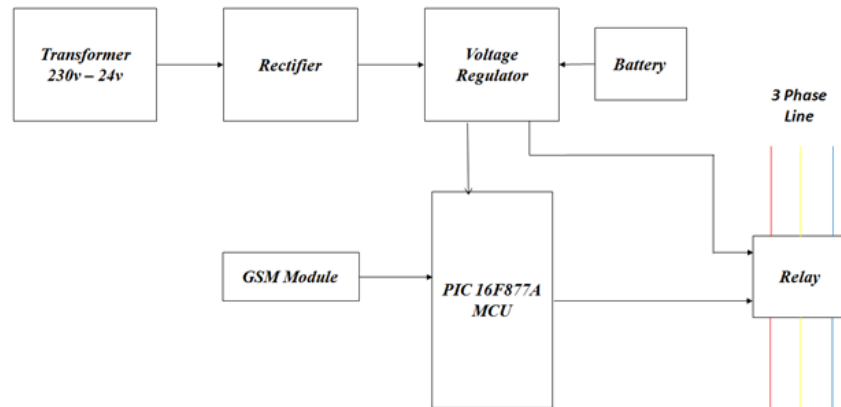 Transformer
230v – 24v
Rectifier
Voltage
Regulator
Battery
3 Phase
Line
GSM Module
PIC 16F877A
MCU
Relay